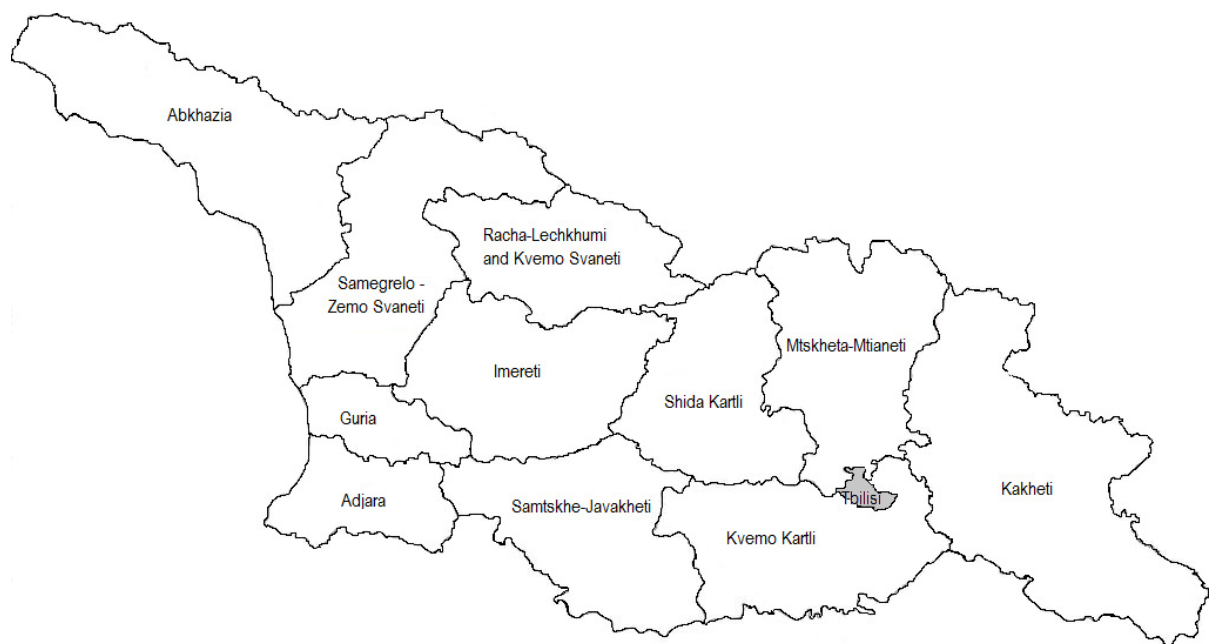 Abkhazia
Racha-Lechkhumi
and Kvemo Svaneti
Samegrelo -
Zemo Svaneti
Mtskheta-Mtianeti
Imereti
Shida Kartli
Guria
Kakheti
Adjara
Samtskhe-Javakheti
Tbilisi
Kvemo Kartli